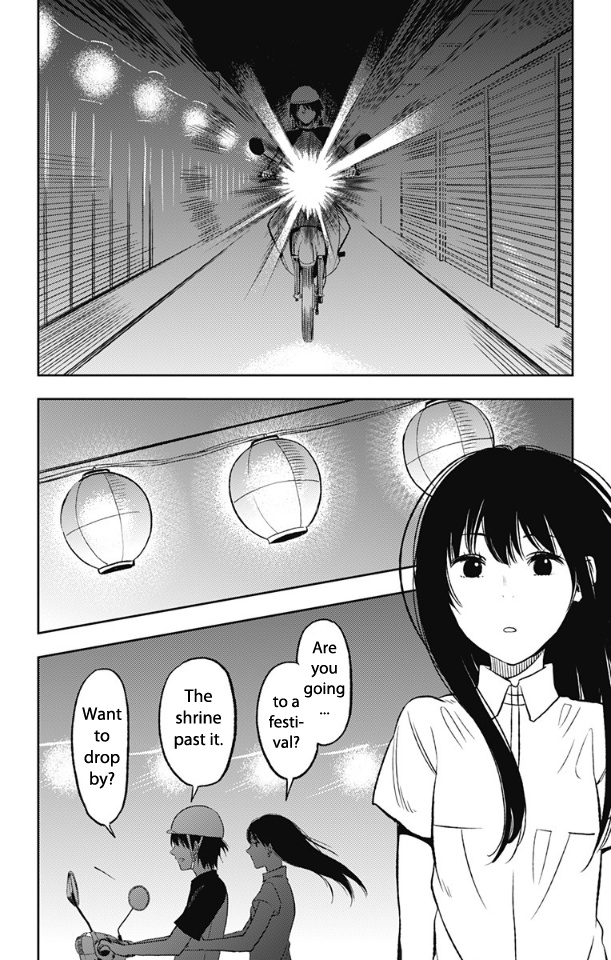 Are
you
going
...
to a
festi-
val?
The
shrine
past it.
Want
to
drop
by?